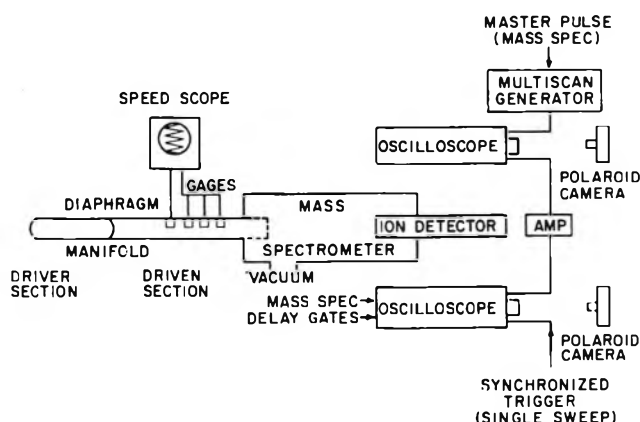 MASTER PULSE
(MASS SPEC)
MULTISCAN
GENERATOR
SPEED SCOPE
OSCILLOSCOPE
POLAROID
CAMERA
GAGES
DIAPHRAGM
MASS
ION DETECTOR
AMP
MANIFOLD
SPECTROMETER
DRIVER
SECTION
DRIVEN
SECTION
VACUUM
MASS SPEC
DELAY GATES
OSCILLOSCOPE
POLAROID
CAMERA
SYNCHRONIZED
TRIGGER
(SINGLE SWEEP)